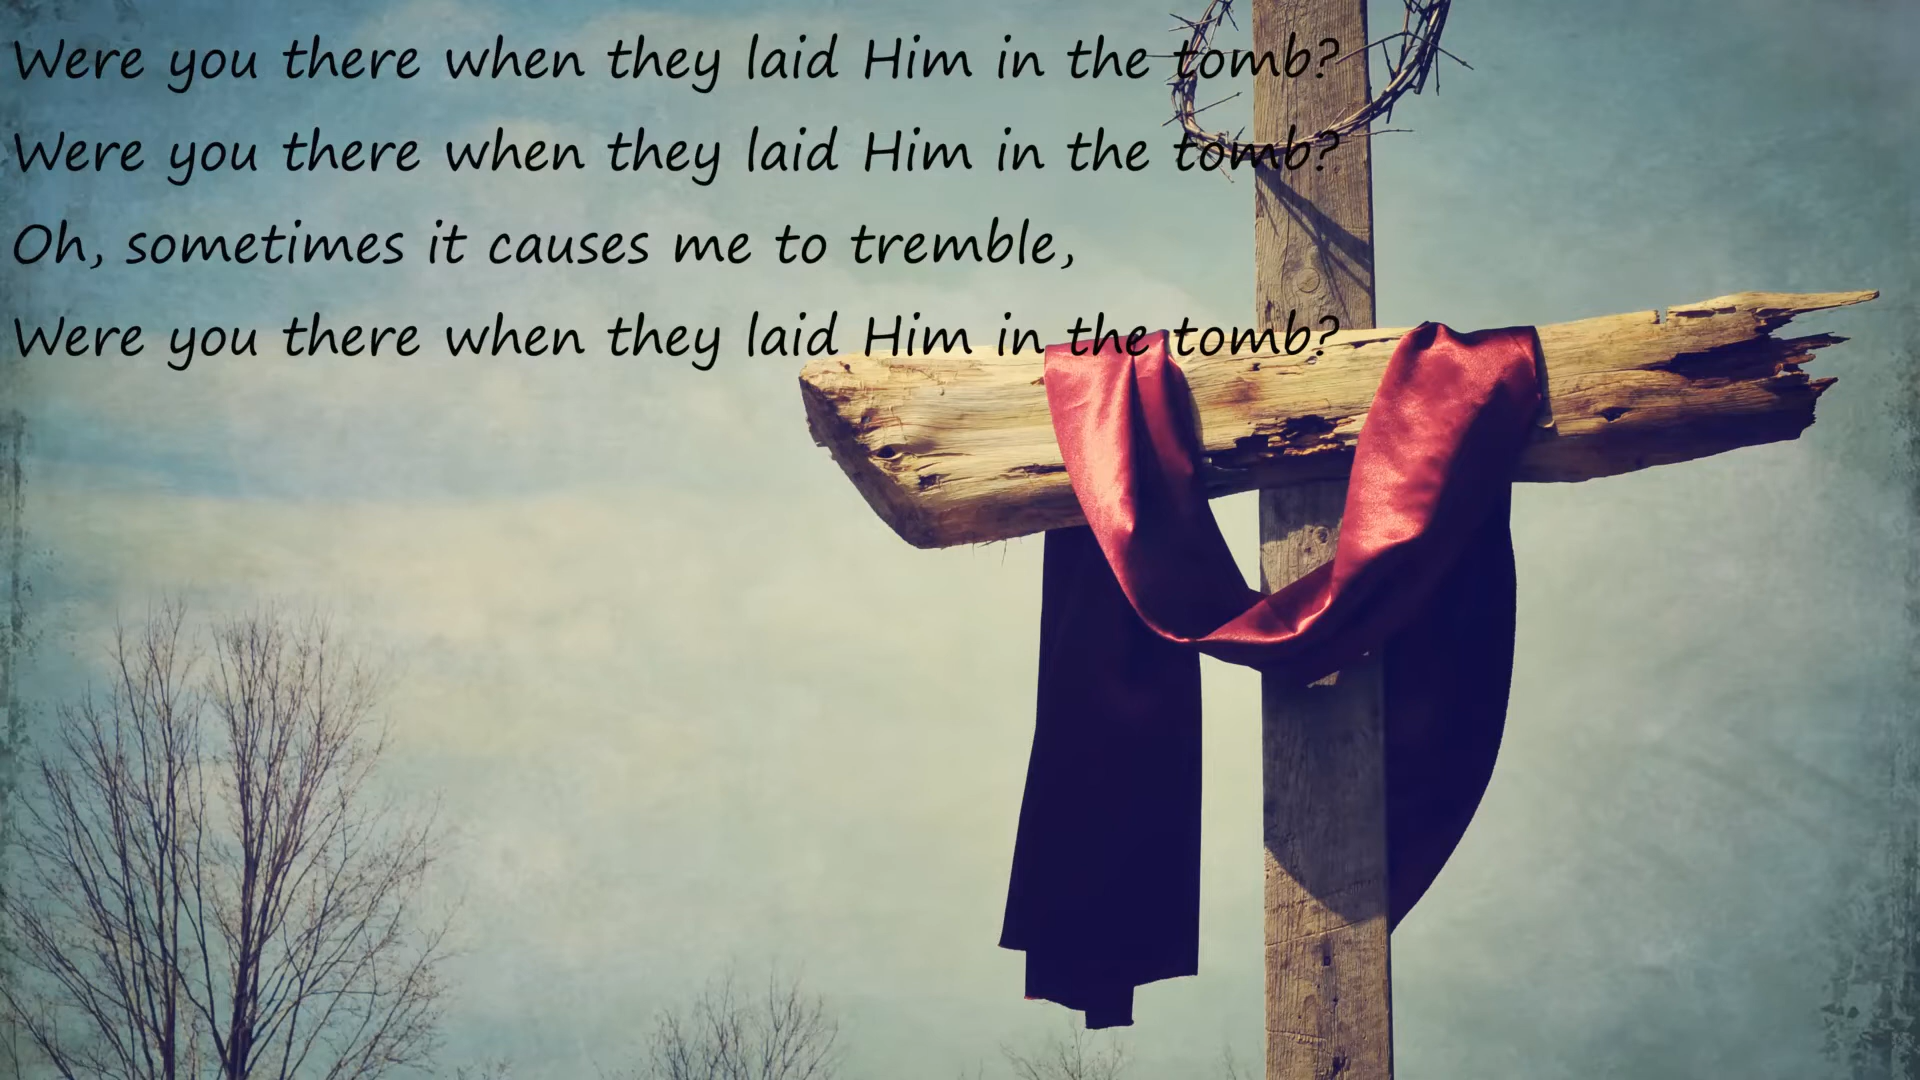 Were you there when they laid Him in the tomb?
Were you there when they laid Him in the tomb?
Oh, sometimes it causes me to tremble,
Were you there when they laid Him in the tomb?